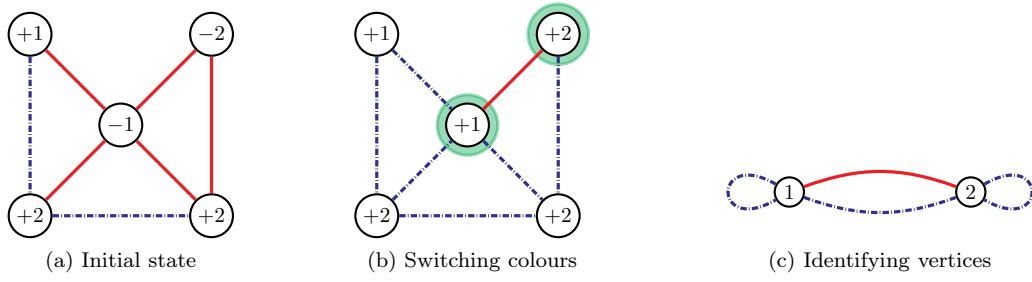 +1 −2 +1 +2
−1 +1
1 2
+2 +2 +2 +2
(a) Initial state (b) Switching colours (c) Identifying vertices